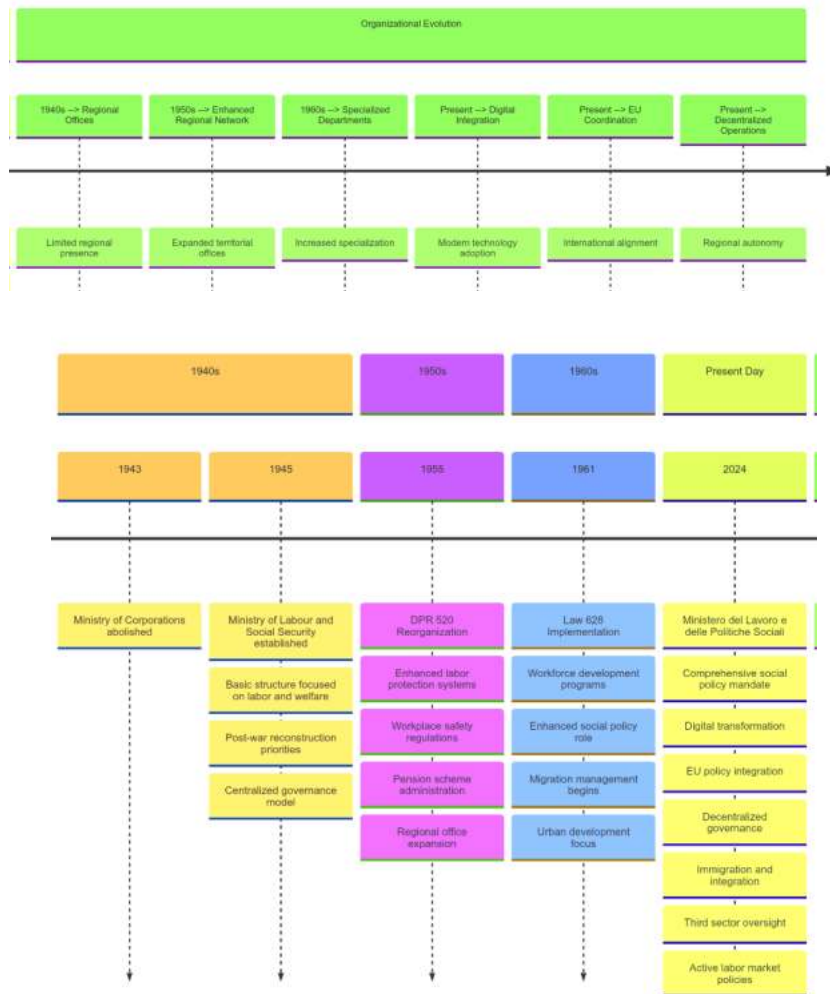 Organizational Evolution
1940s --> Regional
Offices
1950s --> Enhanced
Regional Network
1960s --> Specialized
Departments
Present --> Digital
Integration
Present --> EU
Coordination
Present -->
Decentralized
Operations
Limited regional
presence
Expanded territorial
offices
Increased specialization
Modern technology
adoption
International alignment
Regional autonomy
1940s
1950s
1960s
Present Day
1943
1945
1955
1961
2024
Ministry of Corporations
abolished
Ministry of Labour and
Social Security
established
Basic structure focused
on labor and welfare
Post-war reconstruction
priorities
Centralized governance
model
DPR 520
Reorganization
Enhanced labor
protection systems
Workplace safety
regulations
Pension scheme
administration
Regional office
expansion
Law 628
Implementation
Workforce development
programs
Enhanced social policy
role
Migration management
begins
Urban development
focus
Ministero del Lavoro e
delle Politiche Sociali
Comprehensive social
policy mandate
Digital transformation
EU policy integration
Decentralized
governance
Immigration and
integration
Third sector oversight
Active labor market
policies